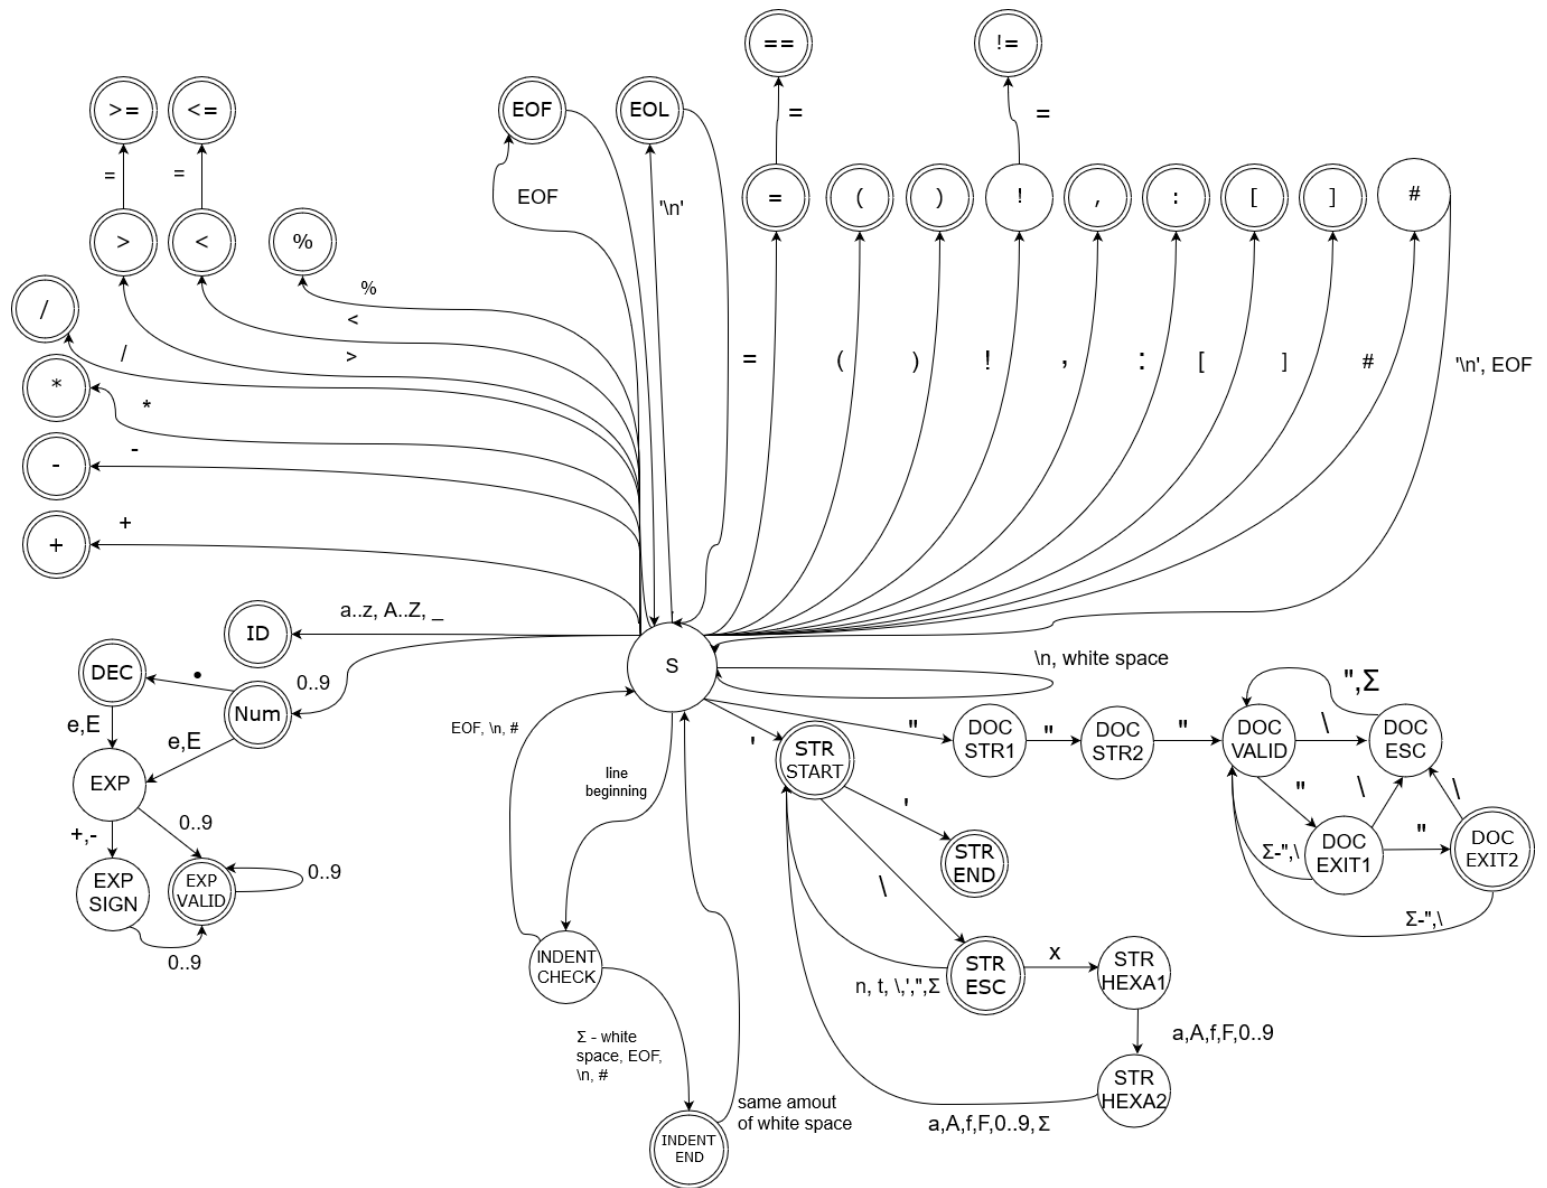 ==
!=
>=
<=
EOF
EOL
=
=
=
=
EOF
'\n'
=
(
)
!
,
:
[
]
#
>
<
%
/
%
<
>
/
*
*
-
-
+
+
=
(
)
!
,
:
[
]
#
'\n', EOF
a..z, A..Z, _
ID
S
\n, white space
DEC
•
0..9
Num
e,E
e,E
EXP
+,-
0..9
EXP
SIGN
EXP
VALID
0..9
0..9
EOF, \n, #
line
beginning
'
STR
START
"
DOC
STR1
"
DOC
STR2
"
DOC
VALID
\
DOC
ESC
",Σ
"
\
\
DOC
EXIT1
"
DOC
EXIT2
Σ-",\
Σ-",\
'
STR
END
\
STR
ESC
x
STR
HEXA1
n, t, \,',",Σ
a,A,f,F,0..9
STR
HEXA2
a,A,f,F,0..9,Σ
INDENT
CHECK
Σ - white
space, EOF,
\n, #
same amout
of white space
INDENT
END